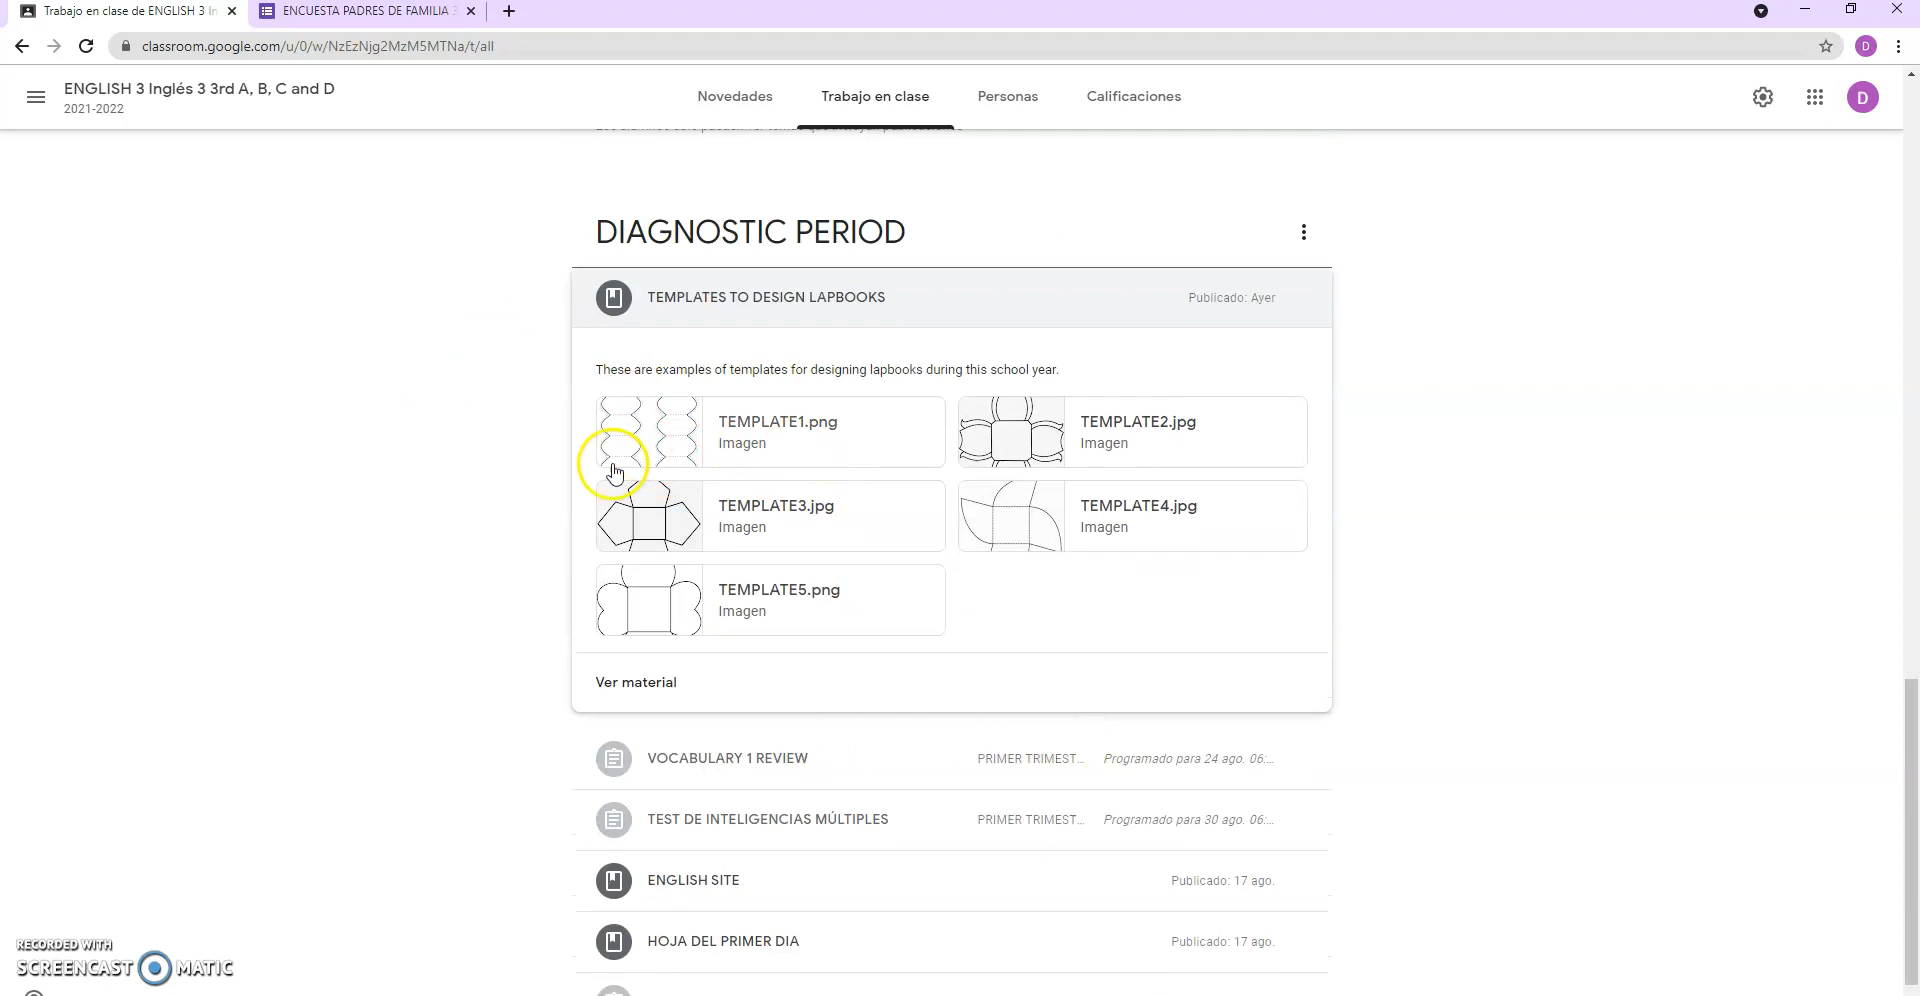 Trabajo en clase de ENGLISH 3 In
ENCUESTA PADRES DE FAMILIA 3
classroom.google.com/u/0/w/NzEzNjg2MzM5MTNa/t/all
D
ENGLISH 3 Inglés 3 3rd A, B, C and D
2021-2022
Novedades
Trabajo en clase
Personas
Calificaciones
D
DIAGNOSTIC PERIOD
TEMPLATES TO DESIGN LAPBOOKS
Publicado: Ayer
These are examples of templates for designing lapbooks during this school year.
TEMPLATE1.png
Imagen
TEMPLATE2.jpg
Imagen
TEMPLATE3.jpg
Imagen
TEMPLATE4.jpg
Imagen
TEMPLATE5.png
Imagen
Ver material
VOCABULARY 1 REVIEW
PRIMER TRIMEST...
Programado para 24 ago. 06:...
TEST DE INTELIGENCIAS MÚLTIPLES
PRIMER TRIMEST...
Programado para 30 ago. 06:...
ENGLISH SITE
Publicado: 17 ago.
HOJA DEL PRIMER DIA
Publicado: 17 ago.
RECORDED WITH
SCREENCAST MATIC